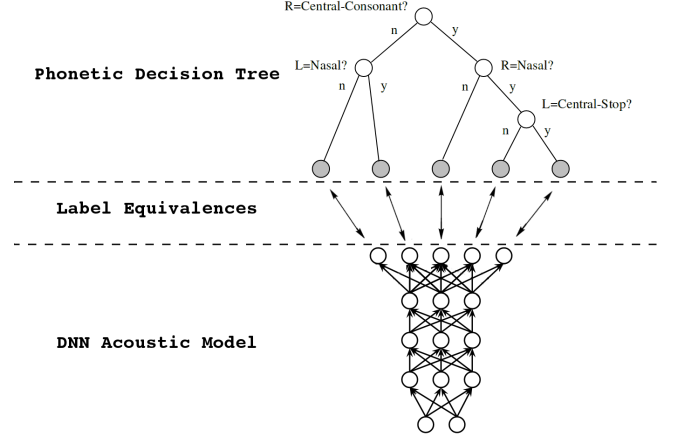 R=Central-Consonant?
n
y
Phonetic Decision Tree
L=Nasal?
R=Nasal?
n
y
n
y
L=Central-Stop?
n
y
Label Equivalences
DNN Acoustic Model